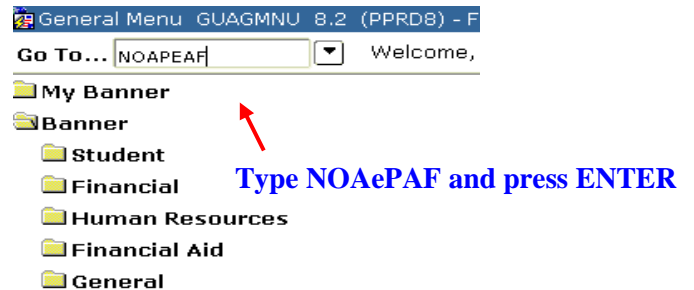 General Menu GUAGMNU 8.2 (PPRD8) - F
Go To... NOAPEAF Welcome,
My Banner
Banner
Student
Type NOAePAF and press ENTER
Financial
Human Resources
Financial Aid
General